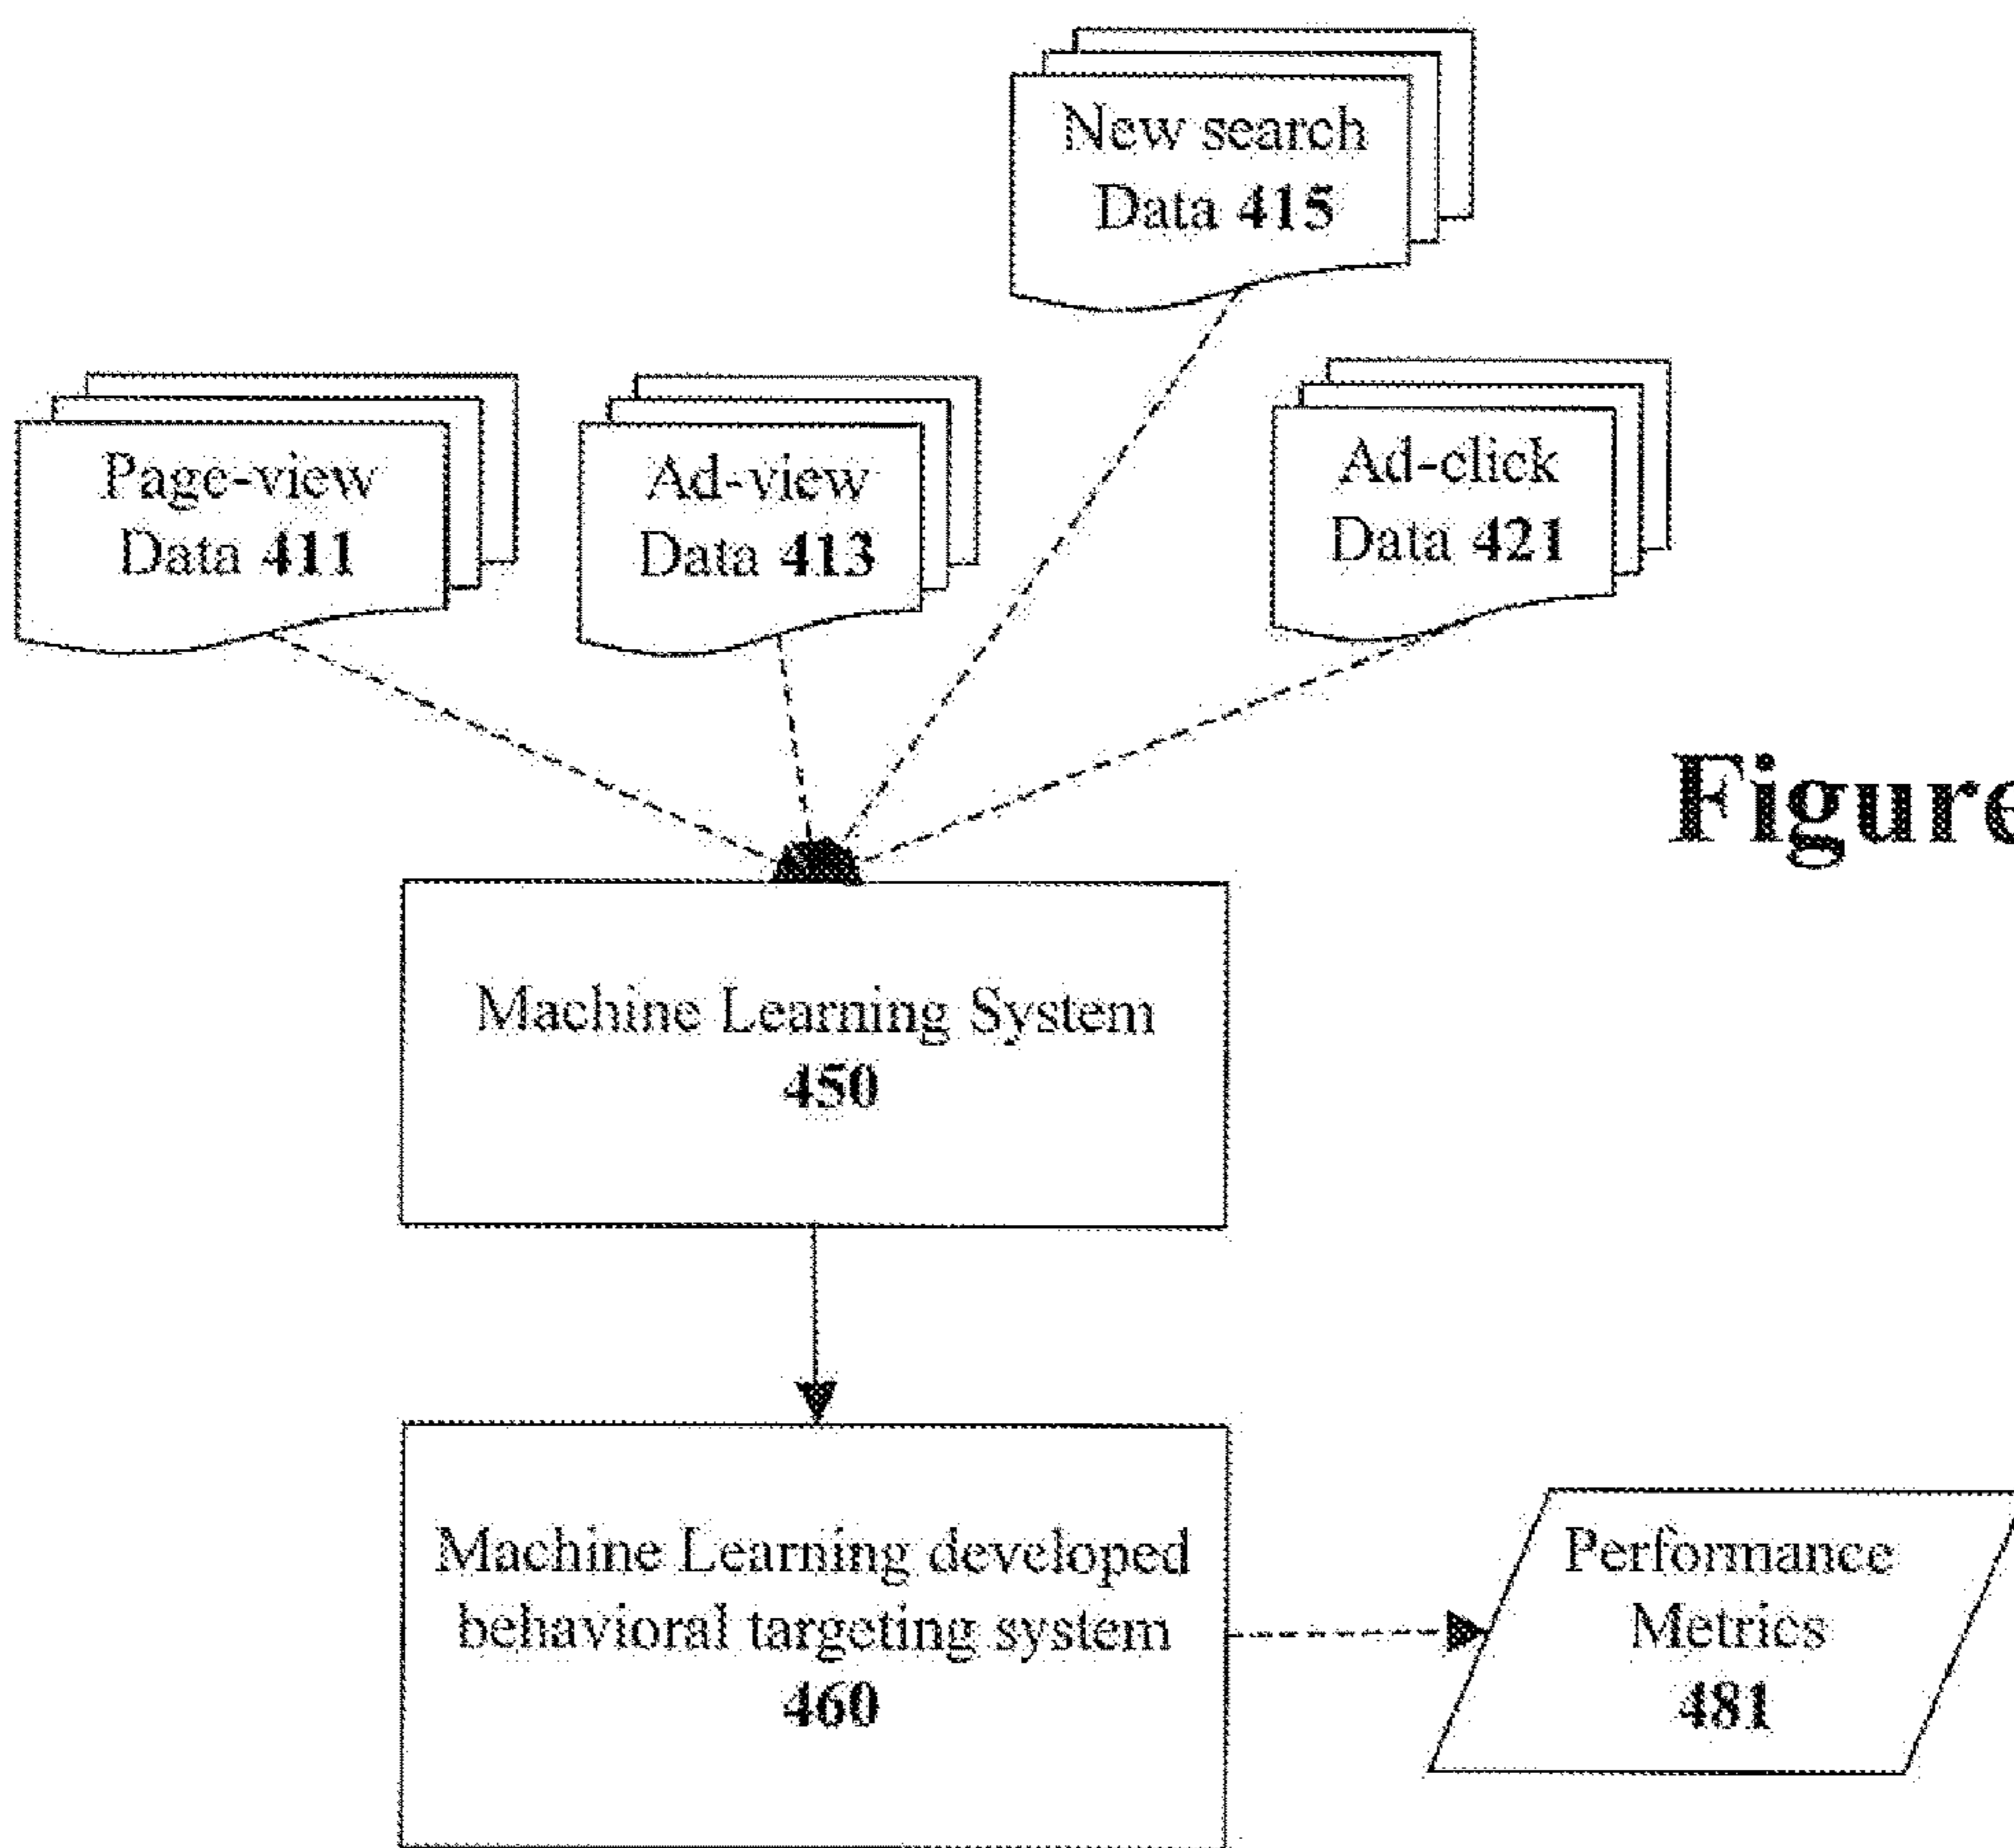 New search
Data 415
Page-view
Data 411
Ad-view
Data 413
Ad-click
Data 421
Figure
Machine Learning System
450
Machine Learning developed
behavioral targeting system
460
Performance
Metrics
481